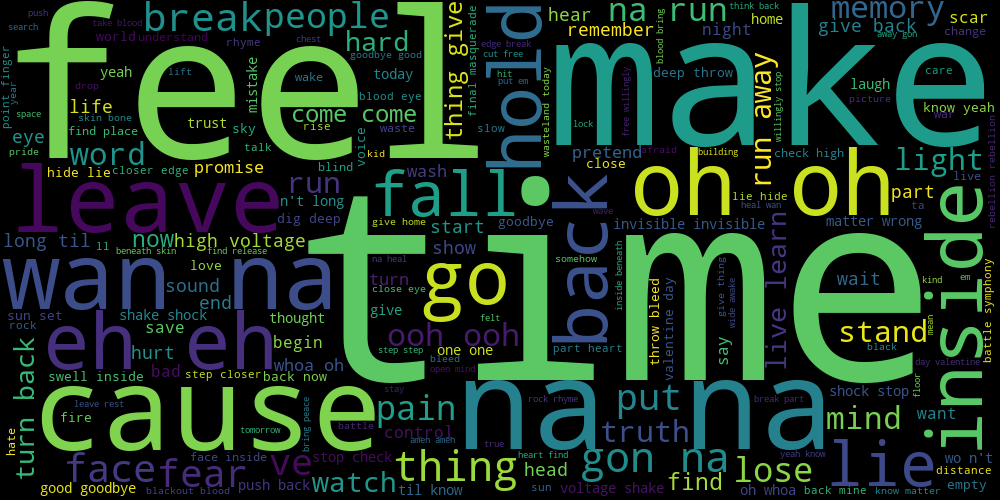 feel
make
time
oh oh
na na
wan na
eh eh
cause
leave
fall
hold
back
inside
lie
thing
go
run away
break
people
na run
memory
hear
remember
night
think back
home
give back
away gon
scar
change
push
take blood
search
world
understand
rhyme
chest
goodbye good
hard
thing give
final masquerade
edge break
cut free
blood bring
point finger
year
yeah
drop
lift
mistake
wake
today
hit
put em
deep throw
laugh
care
picture
know yeah
war
life
skin bone
space
trust
sky
come come
blood eye
rise
waste
slow
wasteland today
lock
free willingly
willingly stop
eye
find place
pride
word
talk
voice
kid
blind
pretend
afraid
building
check high
light
hide lie
closer edge
promise
wash
close
part
live
rebellion rebellion
run
n't long
dig deep
lie hide
heal wan
ta
start
goodbye
wave
invisible invisible
matter wrong
give home
long til
ll
now
high voltage
show
beneath skin
find release
na heal
turn
somehow
inside beneath
live learn
wait
kind
em
love
sound
end
close eye
give
felt
throw bleed
valentine day
give thing
wide awake
say
battle symphony
sun set
rock
shake shock
save
thought
ooh ooh
stand
mean
black
begin
hurt
whoa oh
step step
one one
part heart
bleed
open mind
day valentine
turn back
swell inside
bad
step closer
back now
stay
shock stop
floor
leave rest
fire
tomorrow
bring peace
battle
pain
control
rock rhyme
put
break part
truth
mind
want
hate
amen ameh
true
yeah know
wo n't
face
fear
face inside
ve
stop check
heart find
gon na
lose
distance
good goodbye
blackout blood
push back
watch
til know
head
sun
voltage shake
find
oh whoa
back mine
know matter
empty